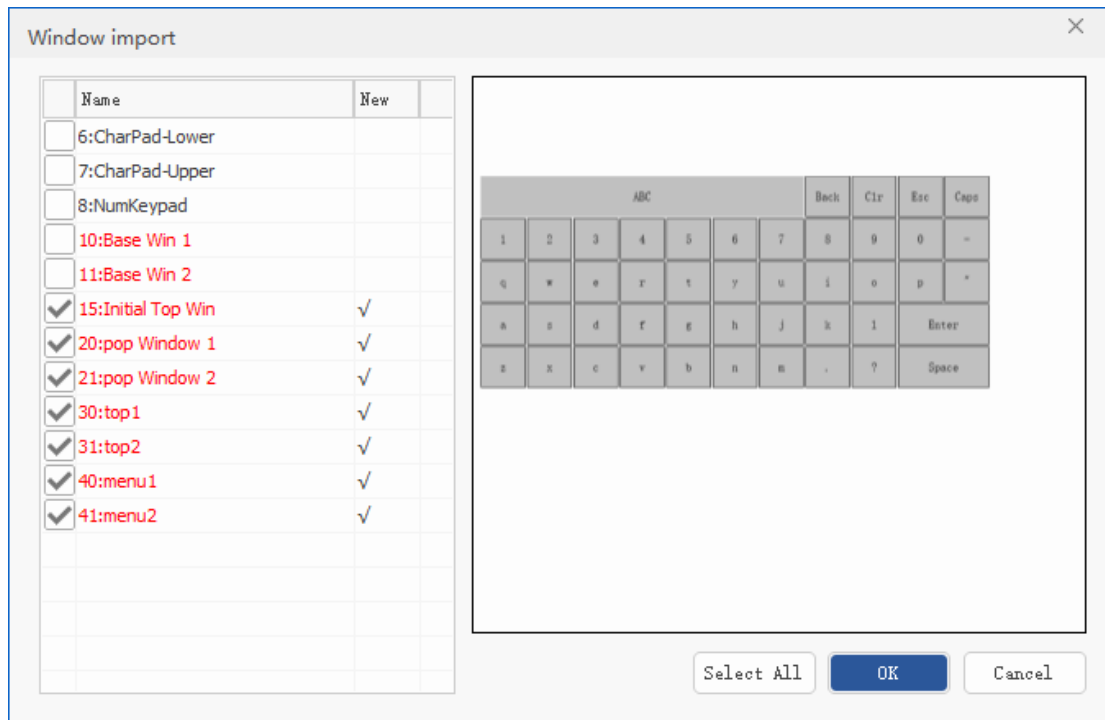 Window import
Name New
6:CharPad-Lower
7:CharPad-Upper
8:NumKeypad
10:Base Win 1
11:Base Win 2
15:Initial Top Win √
20:pop Window 1 √
21:pop Window 2 √
30:top1 √
31:top2 √
40:menu1 √
41:menu2 √
ABC Back Clr Esc Caps
1 2 3 4 5 6 7 8 9 0 -
q w e r t y u i o p
a s d f g h j k l Enter
z x c v b n m . ? Space
Select All OK Cancel